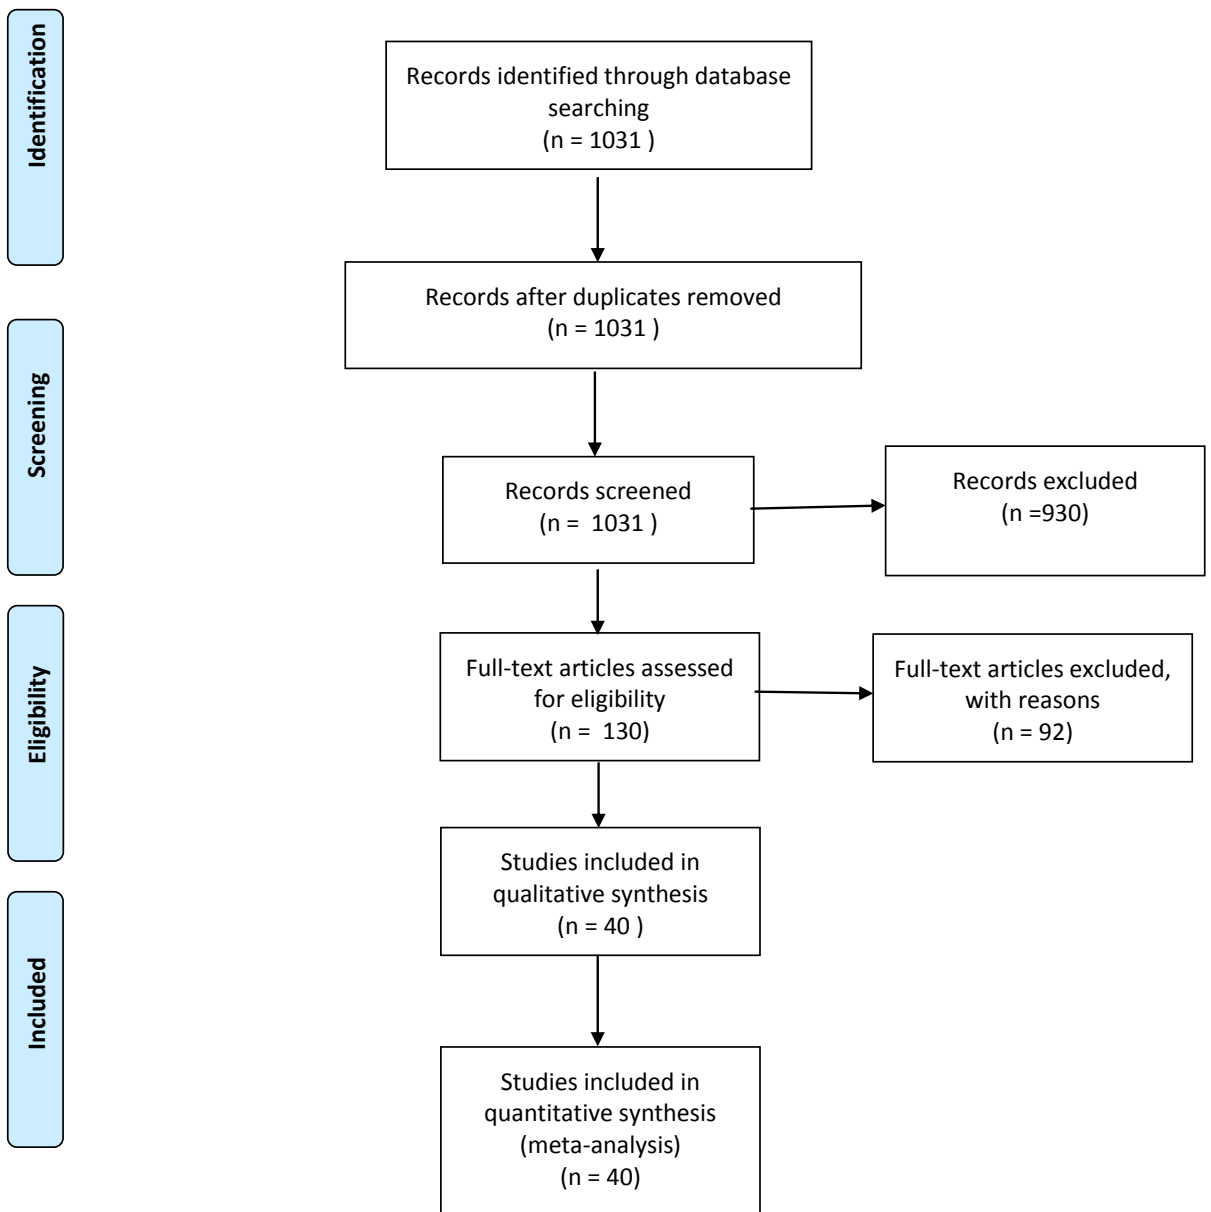 Identification
Records identified through database
searching
(n = 1031 )
Records after duplicates removed
(n = 1031 )
Screening
Records screened
(n =  1031 )
Records excluded
(n =930)
Eligibility
Full-text articles assessed
for eligibility
(n =  130)
Full-text articles excluded,
with reasons
(n = 92)
Studies included in
qualitative synthesis
(n = 40 )
Included
Studies included in
quantitative synthesis
(meta-analysis)
(n = 40)